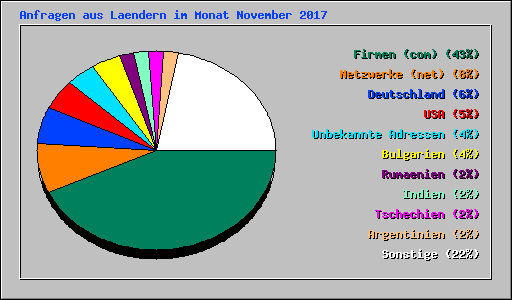 Anfragen aus Laendern im Monat November 2017
Firmen (com) (43%)
Netzwerke (net) (8%)
Deutschland (6%)
USA (5%)
Unbekannte Adressen (4%)
Bulgarien (4%)
Rumaenien (2%)
Indien (2%)
Tschechien (2%)
Argentinien (2%)
Sonstige (22%)